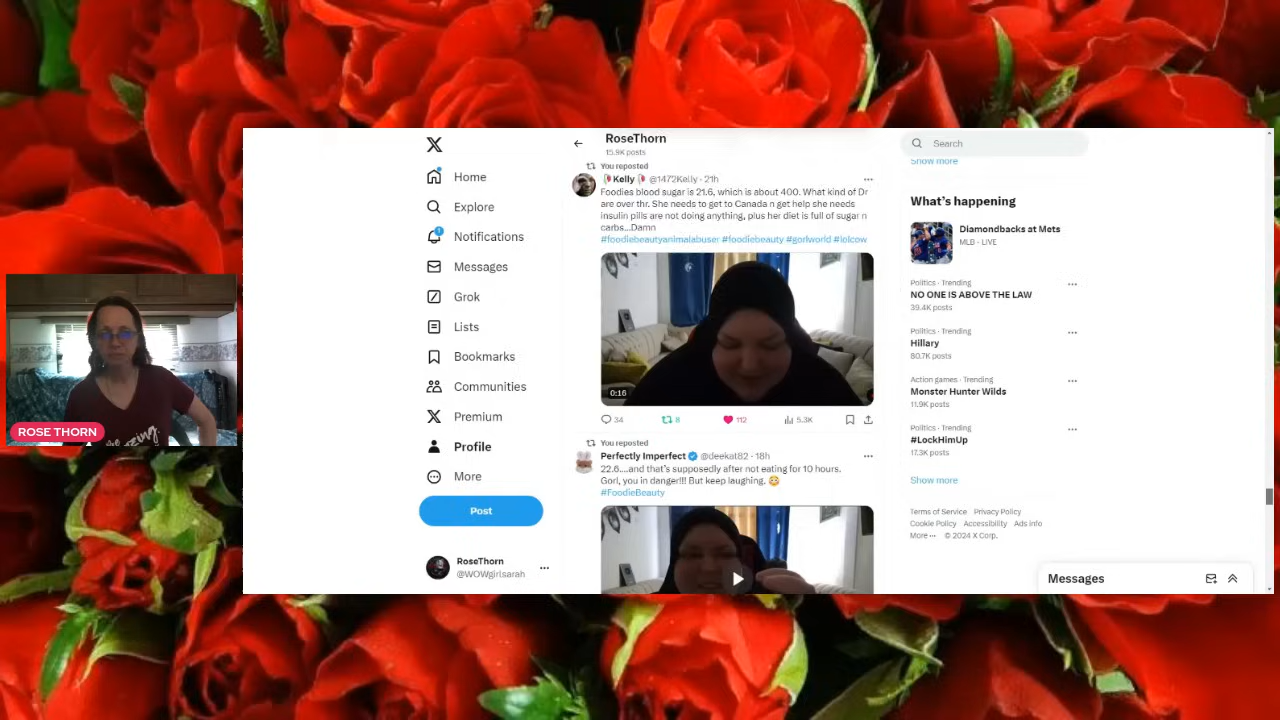 RoseThorn
15.9K posts
Search
Show more
Home
Explore
Notifications
Messages
Grok
Lists
Bookmarks
Communities
Premium
Profile
More
Post
RoseThorn
@WOWgirlsarah
You reposted
Kelly @1472Kelly · 21h
Foodies blood sugar is 21.6, which is about 400. What kind of Dr
are over thr. She needs to get to Canada n get help she needs
insulin pills are not doing anything, plus her diet is full of sugar n
carbs...Damn
#foodiebeautyanimalabuser #foodiebeauty #gorlworld #lolcow
0:16
34 8 112 5.3K
You reposted
Perfectly Imperfect @deekat82 · 18h
22.6....and that's supposedly after not eating for 10 hours.
Gorl, you in danger!!! But keep laughing.
#FoodieBeauty
What's happening
Diamondbacks at Mets
MLB · LIVE
Politics · Trending
NO ONE IS ABOVE THE LAW
39.4K posts
Politics · Trending
Hillary
80.7K posts
Action games · Trending
Monster Hunter Wilds
11.9K posts
Politics · Trending
#LockHimUp
17.3K posts
Show more
Terms of Service Privacy Policy
Cookie Policy Accessibility Ads info
More ··· © 2024 X Corp.
Messages
ROSE THORN